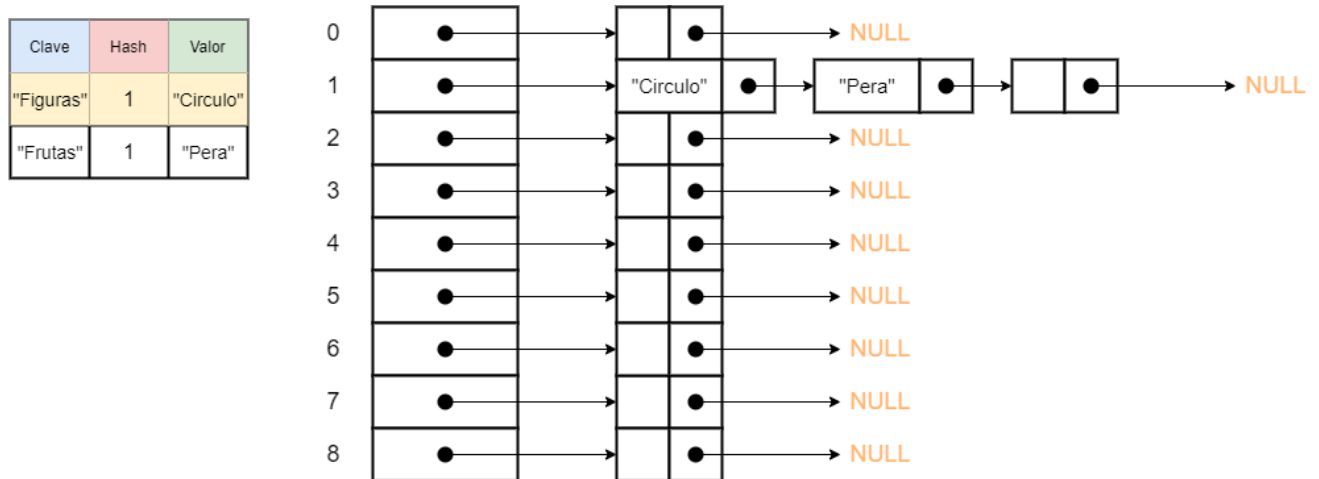 Clave Hash Valor
"Figuras" 1 "Circulo"
"Frutas" 1 "Pera"
0 NULL
1 "Circulo" "Pera" NULL
2 NULL
3 NULL
4 NULL
5 NULL
6 NULL
7 NULL
8 NULL